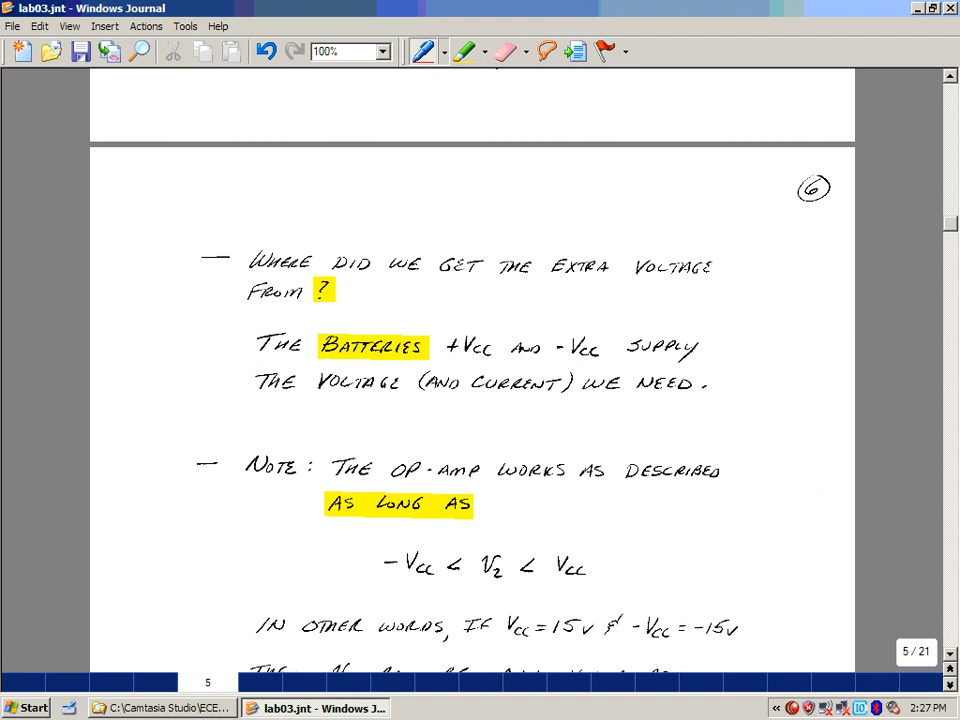 lab03.jnt - Windows Journal
File Edit View Insert Actions Tools Help
100%
6
— WHERE DID WE GET THE EXTRA VOLTAGE
FROM ?
THE BATTERIES +VCC AND -VCC SUPPLY
THE VOLTAGE (AND CURRENT) WE NEED.
— NOTE: THE OP-AMP WORKS AS DESCRIBED
AS LONG AS
-VCC < V2 < VCC
IN OTHER WORDS, IF VCC = 15V & -VCC = -15V
5 / 21
5
Start C:\Camtasia Studio\ECE... lab03.jnt - Windows J... 2:27 PM